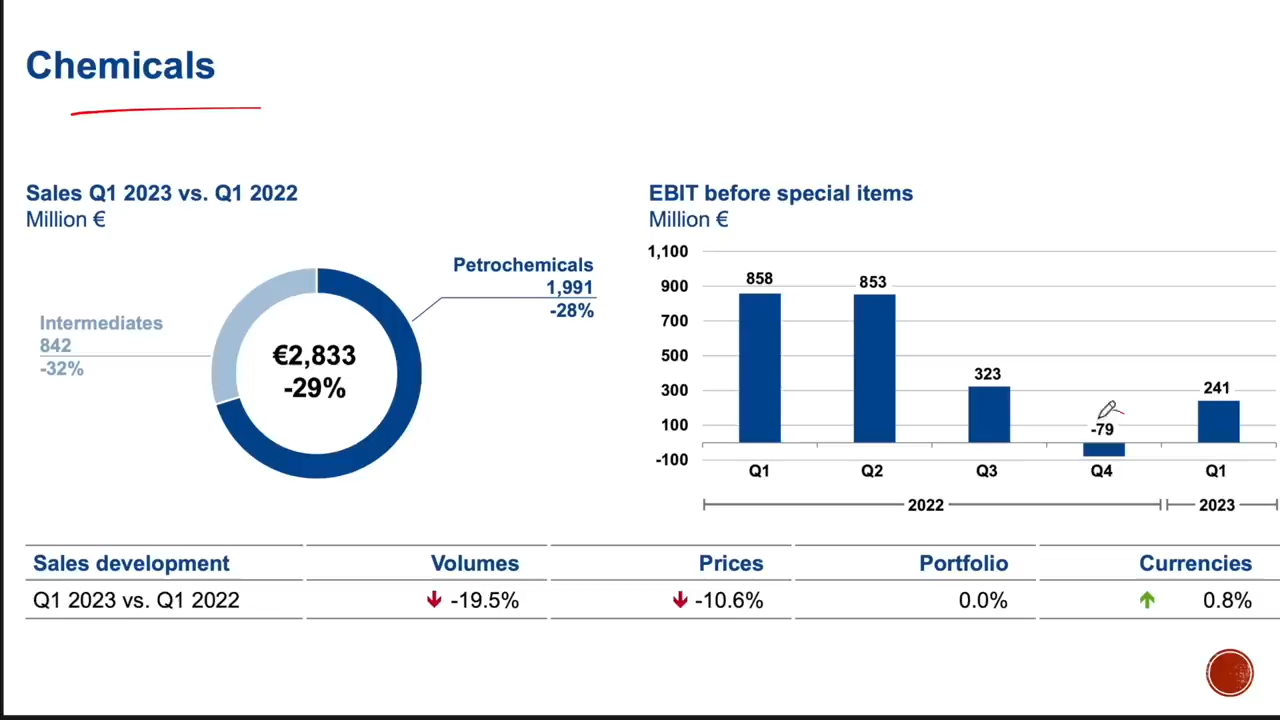 Chemicals
Sales Q1 2023 vs. Q1 2022
Million €
Petrochemicals
1,991
-28%
Intermediates
842
-32%
€2,833
-29%
EBIT before special items
Million €
1,100
900
700
500
300
100
-100
858
853
323
-79
241
Q1 Q2 Q3 Q4 Q1
2022 2023
Sales development Volumes Prices Portfolio Currencies
Q1 2023 vs. Q1 2022 -19.5% -10.6% 0.0% 0.8%